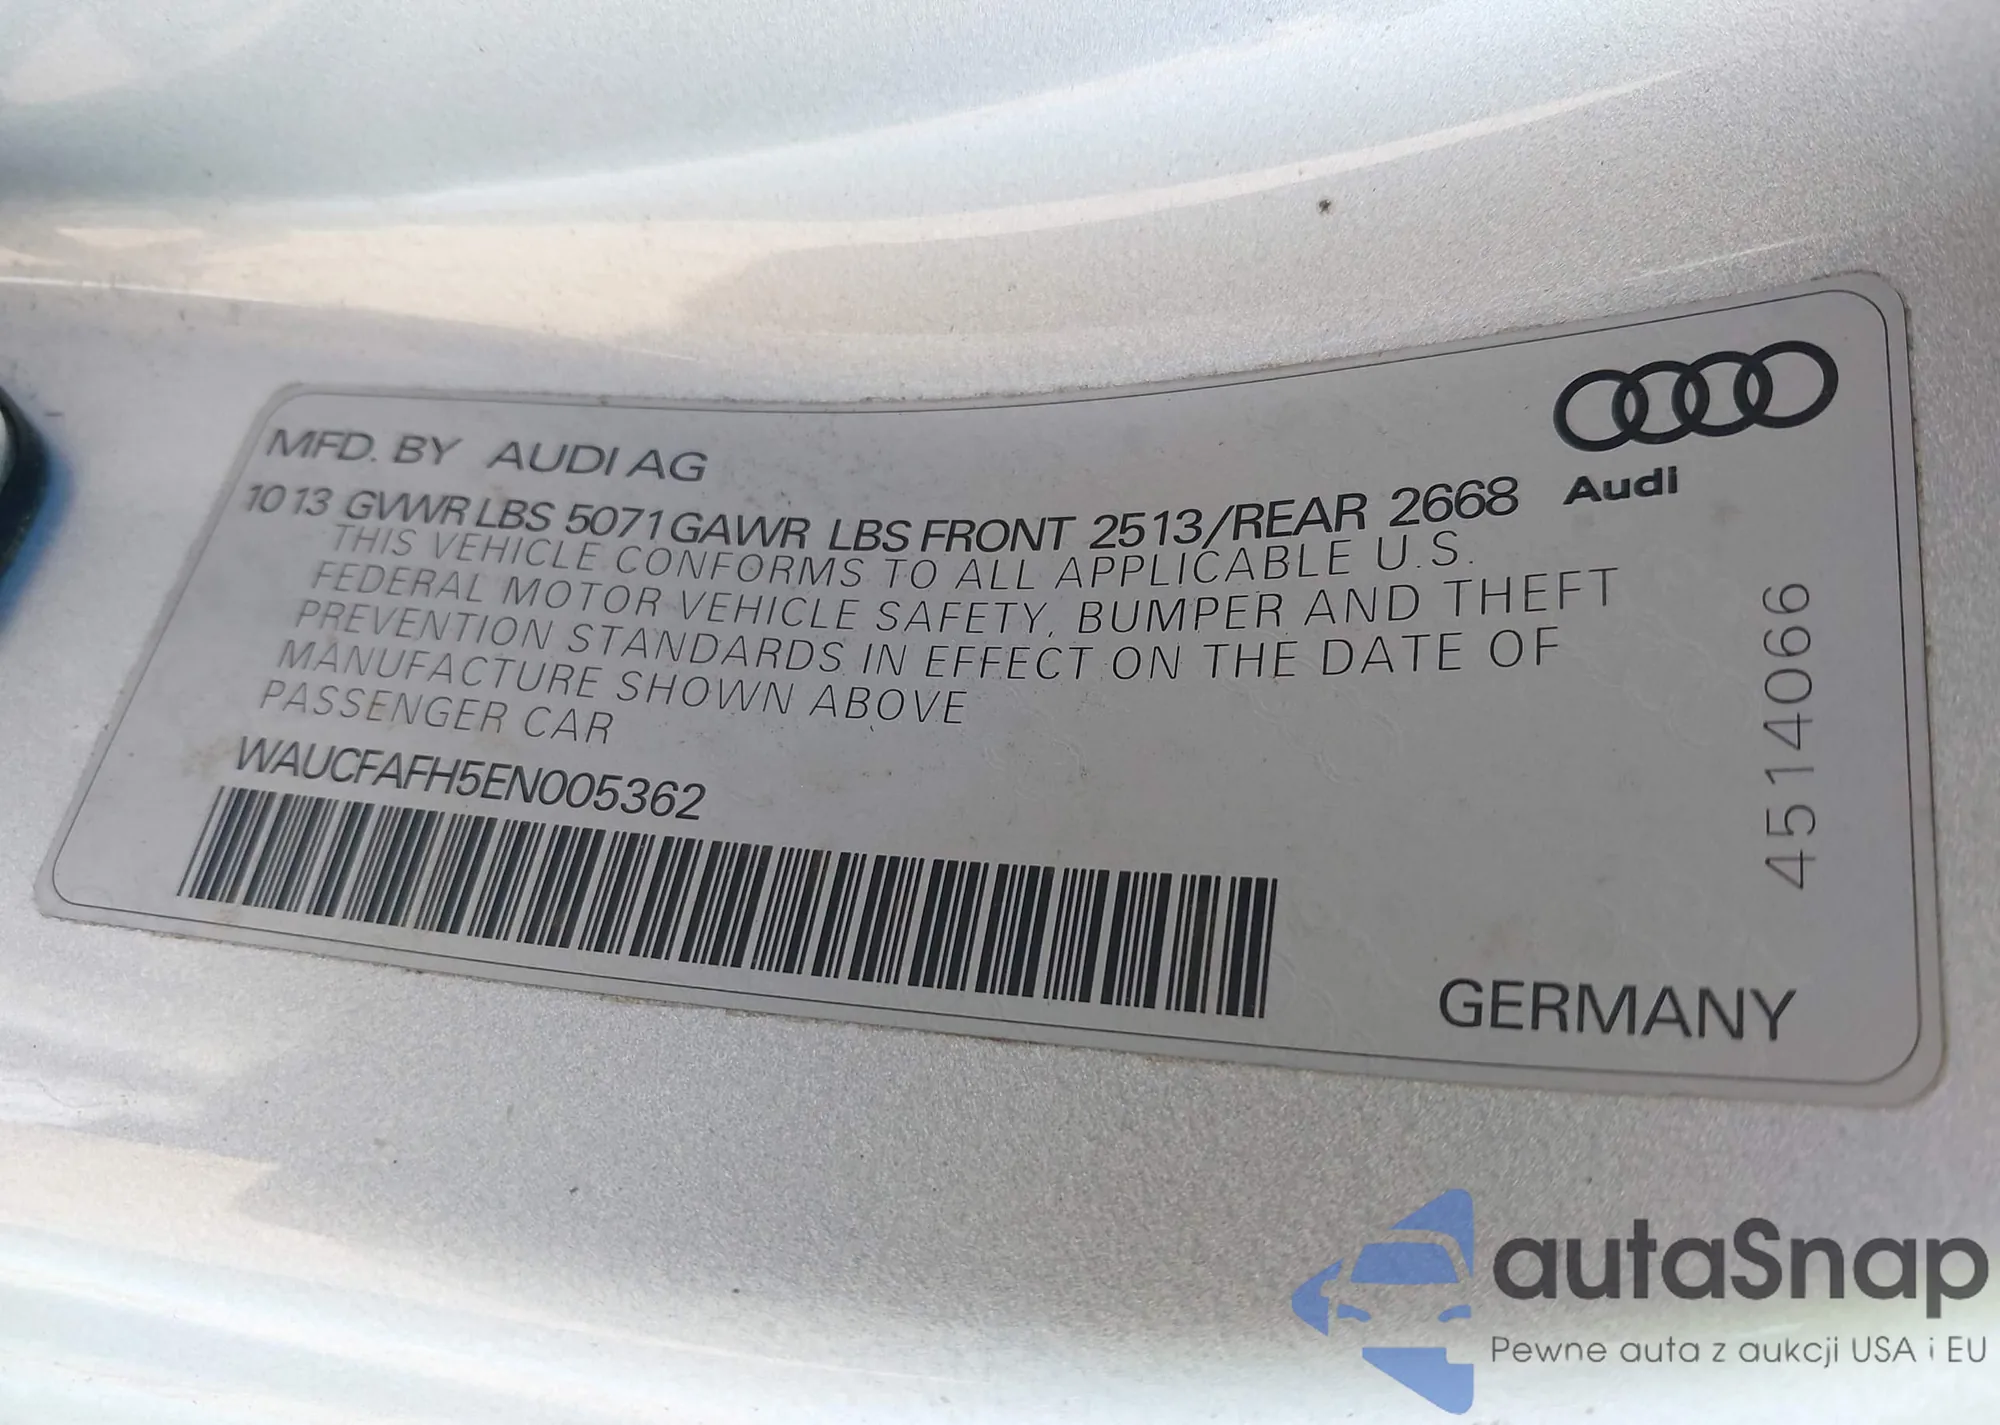 MFD. BY AUDI AG
10 13 GVWR LBS 5071 GAWR LBS FRONT 2513/REAR 2668
Audi
THIS VEHICLE CONFORMS TO ALL APPLICABLE U.S.
FEDERAL MOTOR VEHICLE SAFETY, BUMPER AND THEFT
PREVENTION STANDARDS IN EFFECT ON THE DATE OF
MANUFACTURE SHOWN ABOVE
PASSENGER CAR
WAUCFAFH5EN005362
4514066
GERMANY
autaSnap
Pewne auta z aukcji USA i EU